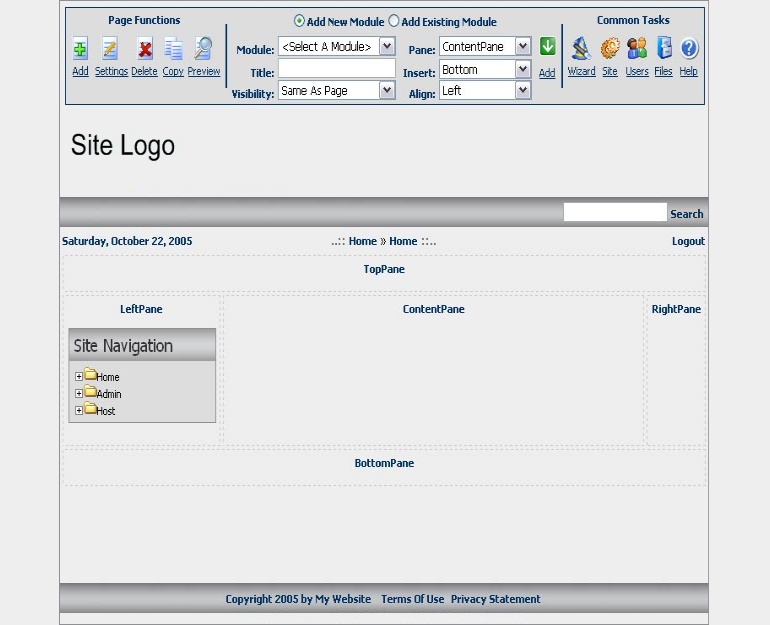 Page Functions
Add Settings Delete Copy Preview
Add New Module Add Existing Module
Module: <Select A Module> Pane: ContentPane
Title: Insert: Bottom
Visibility: Same As Page Align: Left
Add
Common Tasks
Wizard Site Users Files Help
Site Logo
Search
Saturday, October 22, 2005 ..:: Home » Home ::.. Logout
TopPane
LeftPane ContentPane RightPane
Site Navigation
Home
Admin
Host
BottomPane
Copyright 2005 by My Website Terms Of Use Privacy Statement